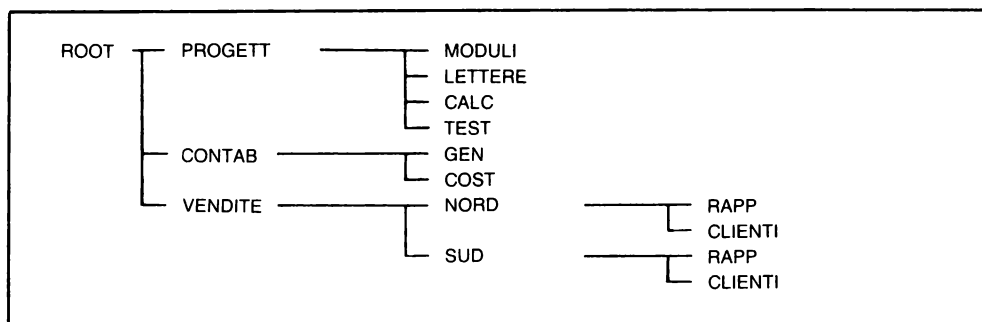 ROOT PROGETT MODULI
LETTERE
CALC
TEST
CONTAB GEN
COST
VENDITE NORD RAPP
CLIENTI
SUD RAPP
CLIENTI